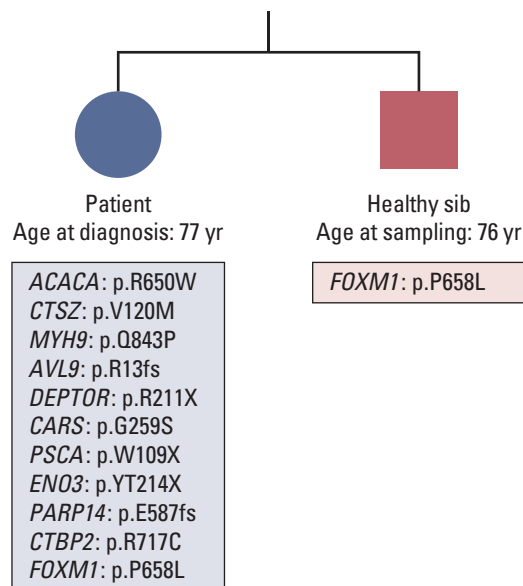 Patient
Age at diagnosis: 77 yr
ACACA: p.R650W
CTSZ: p.V120M
MYH9: p.Q843P
AVL9: p.R13fs
DEPTOR: p.R211X
CARS: p.G259S
PSCA: p.W109X
ENO3: p.YT214X
PARP14: p.E587fs
CTBP2: p.R717C
FOXM1: p.P658L
Healthy sib
Age at sampling: 76 yr
FOXM1: p.P658L